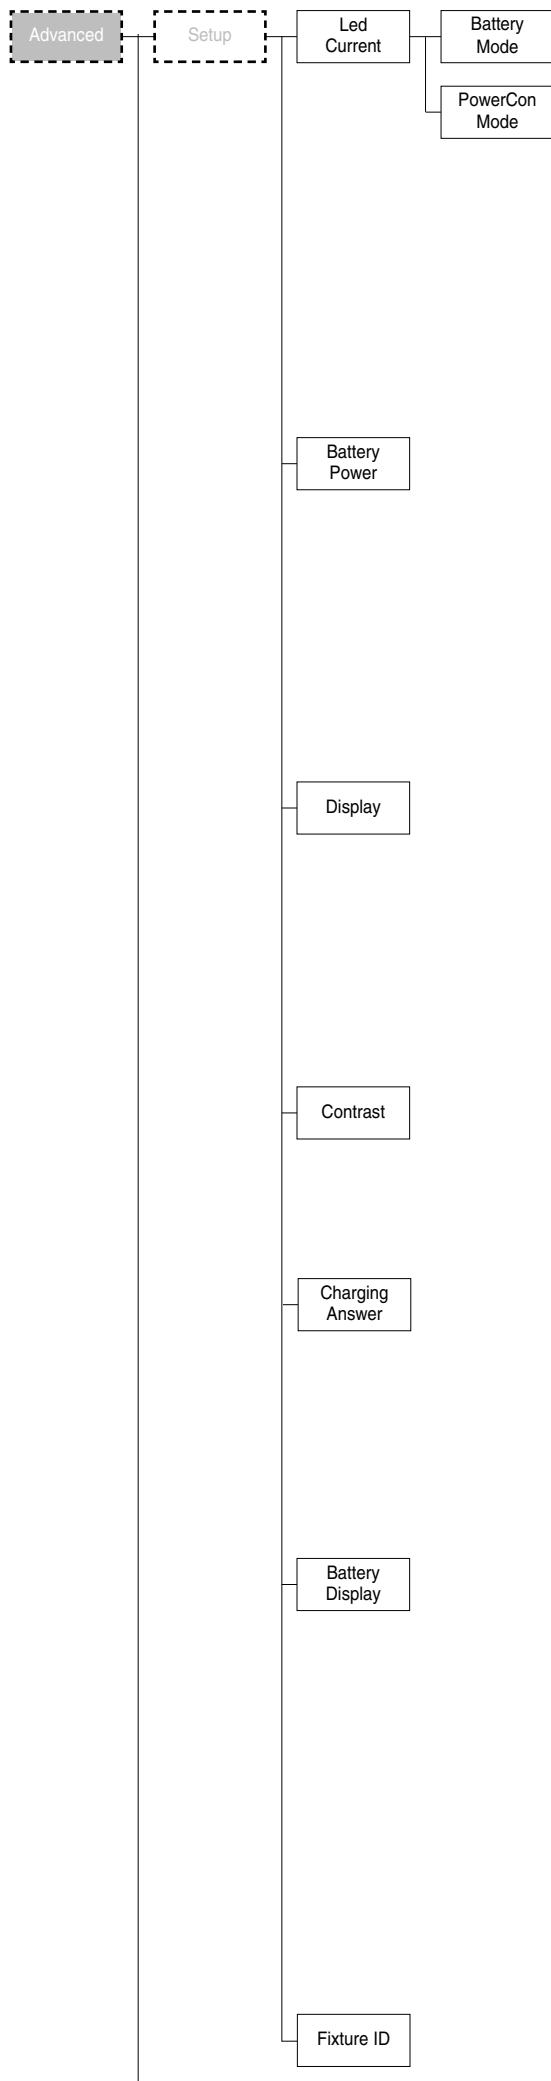 Advanced
Setup
Led
Current
Battery
Mode
PowerCon
Mode
Battery
Power
Display
Contrast
Charging
Answer
Battery
Display
Fixture ID